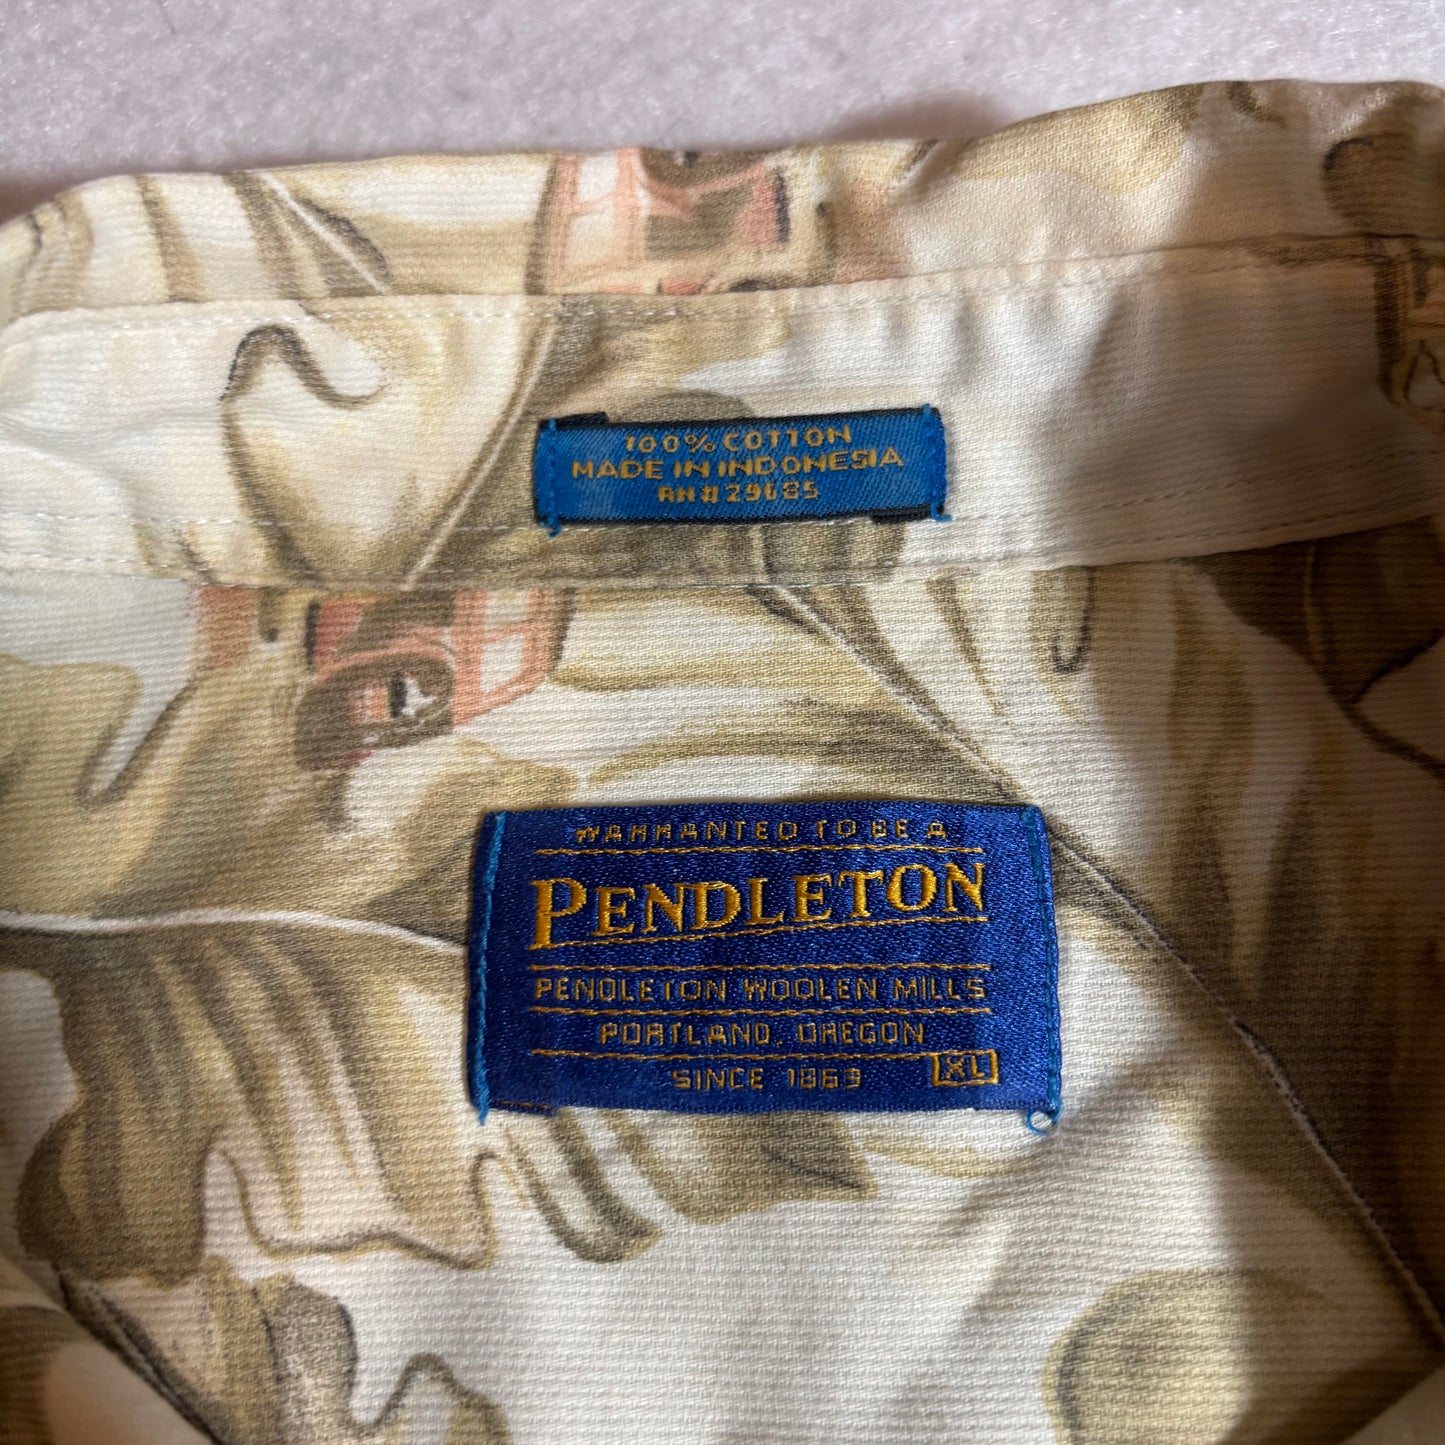 100% COTTON
MADE IN INDONESIA
RN# 29685
WARRANTED TO BE A
PENDLETON
PENDLETON WOOLEN MILLS
PORTLAND, OREGON
SINCE 1863
XL